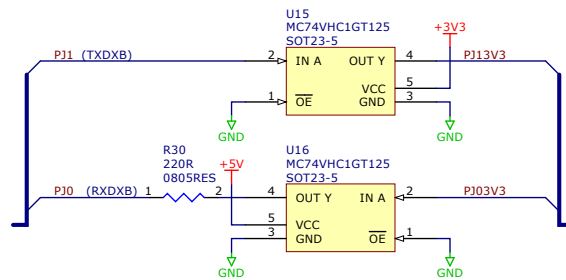 U15
MC74VHC1GT125
SOT23-5
+3V3
PJ1 (TXDXB) 2 IN A OUT Y 4 PJ13V3
VCC 5
1 OE GND 3
GND GND
R30
220R
0805RES
+5V
U16
MC74VHC1GT125
SOT23-5
PJ0 (RXDXB) 1 2 4 OUT Y IN A 2 PJ03V3
5 VCC
3 GND OE 1
GND GND